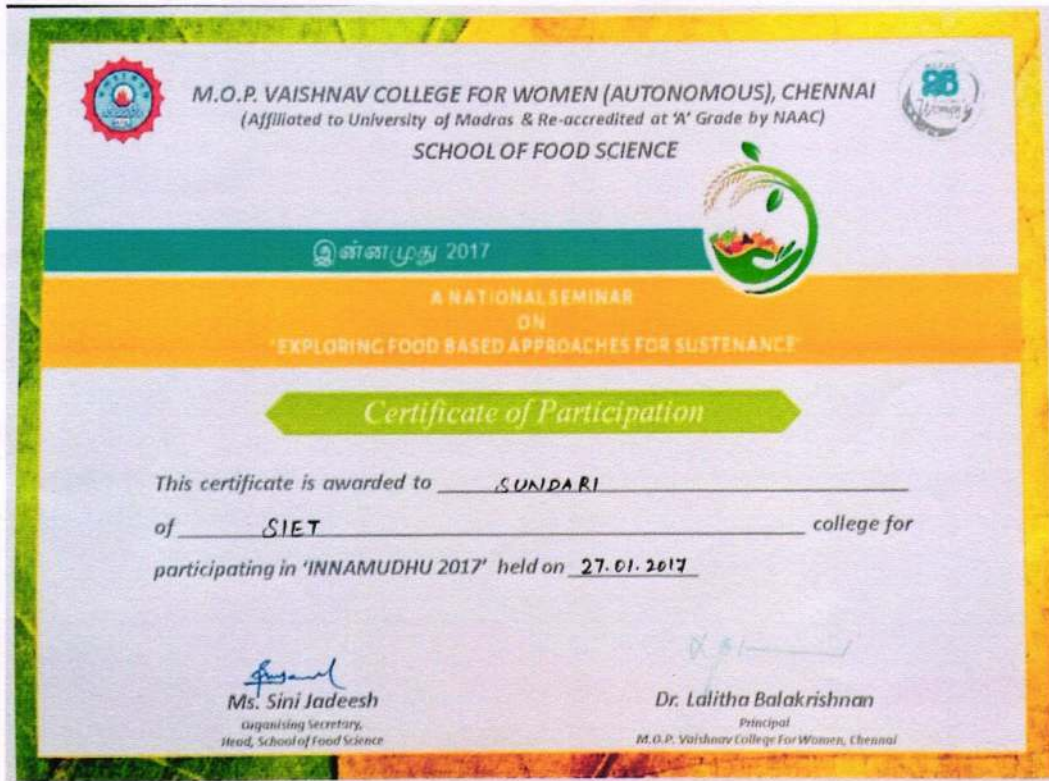 M.O.P. VAISHNAV COLLEGE FOR WOMEN (AUTONOMOUS), CHENNAI
(Affiliated to University of Madras & Re-accredited at 'A' Grade by NAAC)
SCHOOL OF FOOD SCIENCE
இன்னமுது 2017
A NATIONAL SEMINAR
ON
'EXPLORING FOOD BASED APPROACHES FOR SUSTENANCE'
Certificate of Participation
This certificate is awarded to SUNDARI
of SIET college for
participating in 'INNAMUDHU 2017' held on 27.01.2017
Ms. Sini Jadeesh
Organising Secretary,
Head, School of Food Science
Dr. Lalitha Balakrishnan
Principal
M.O.P. Vaishnav College For Women, Chennai